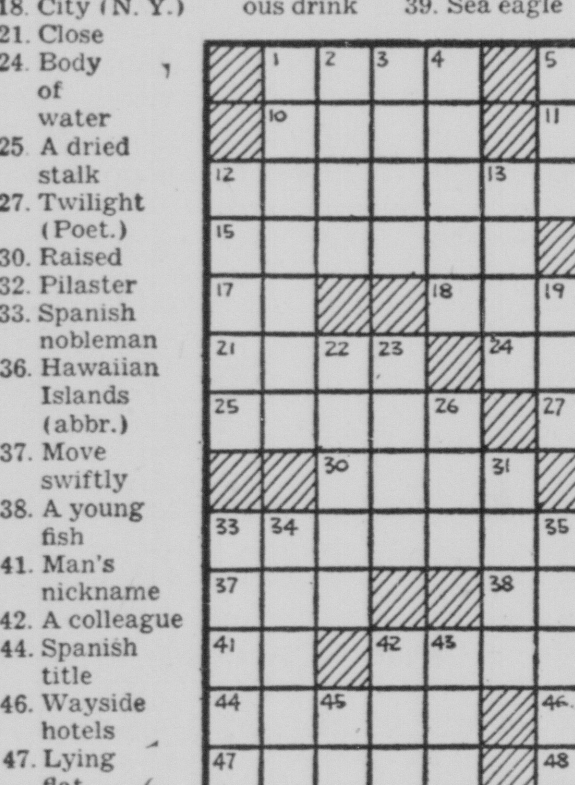 18. City (N. Y.)
ous drink
39. Sea eagle
21. Close
24. Body
of
water
25. A dried
stalk
27. Twilight
(Poet.)
30. Raised
32. Pilaster
33. Spanish
nobleman
36. Hawaiian
Islands
(abbr.)
37. Move
swiftly
38. A young
fish
41. Man's
nickname
42. A colleague
44. Spanish
title
46. Wayside
hotels
47. Lying
1 2 3 4 5
10 11
12 13
15
17 18 19
21 22 23 24
25 26 27
30 31
33 34 35
37 38
41 42 43
44 45 46
47 48